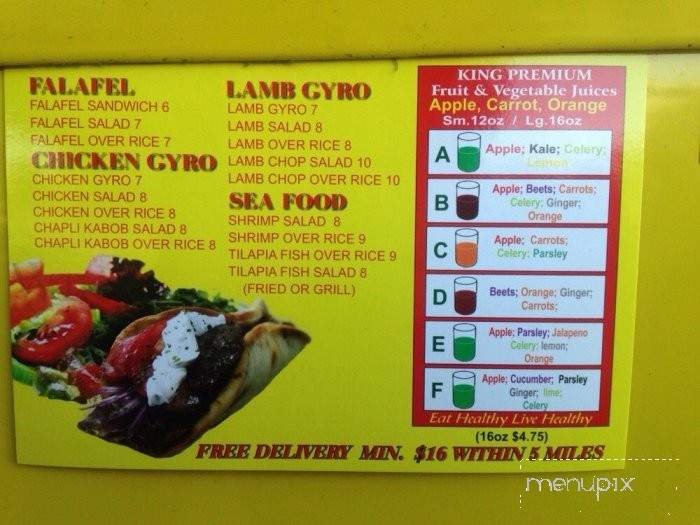 FALAFEL
FALAFEL SANDWICH 6
FALAFEL SALAD 7
FALAFEL OVER RICE 7
CHICKEN GYRO
CHICKEN GYRO 7
CHICKEN SALAD 8
CHICKEN OVER RICE 8
CHAPLI KABOB SALAD 8
CHAPLI KABOB OVER RICE 8
LAMB GYRO
LAMB GYRO 7
LAMB SALAD 8
LAMB OVER RICE 8
LAMB CHOP SALAD 10
LAMB CHOP OVER RICE 10
SEA FOOD
SHRIMP SALAD 8
SHRIMP OVER RICE 9
TILAPIA FISH OVER RICE 9
TILAPIA FISH SALAD 8
(FRIED OR GRILL)
KING PREMIUM
Fruit & Vegetable Juices
Apple, Carrot, Orange
Sm.12oz / Lg.16oz
A Apple; Kale; Celery;
Lemon
B Apple; Beets; Carrots;
Celery; Ginger;
Orange
C Apple; Carrots;
Celery; Parsley
D Beets; Orange; Ginger;
Carrots;
E Apple; Parsley; Jalapeno
Celery; lemon;
Orange
F Apple; Cucumber; Parsley
Ginger; lime;
Celery
Eat Healthy Live Healthy
(16oz $4.75)
FREE DELIVERY MIN. $16 WITHIN 5 MILES
menupix